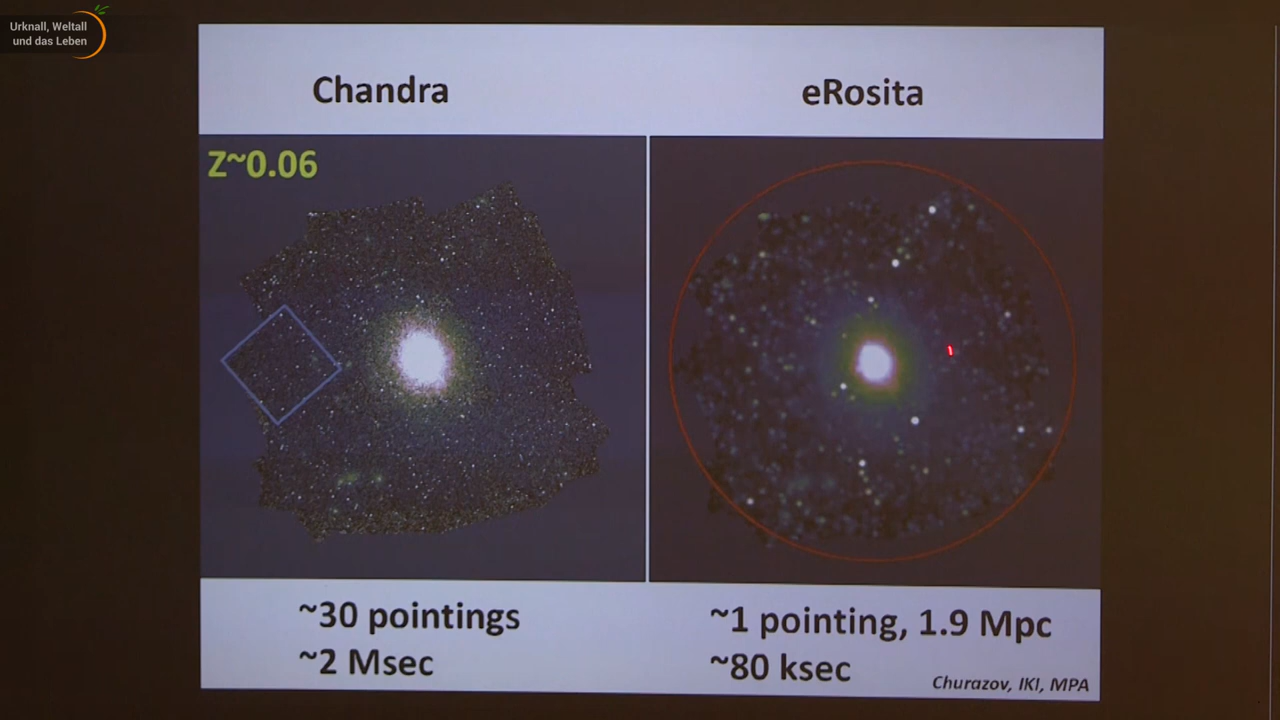 Urknall, Weltall
und das Leben
Chandra
eRosita
Z~0.06
~30 pointings
~2 Msec
~1 pointing, 1.9 Mpc
~80 ksec
Churazov, IKI, MPA